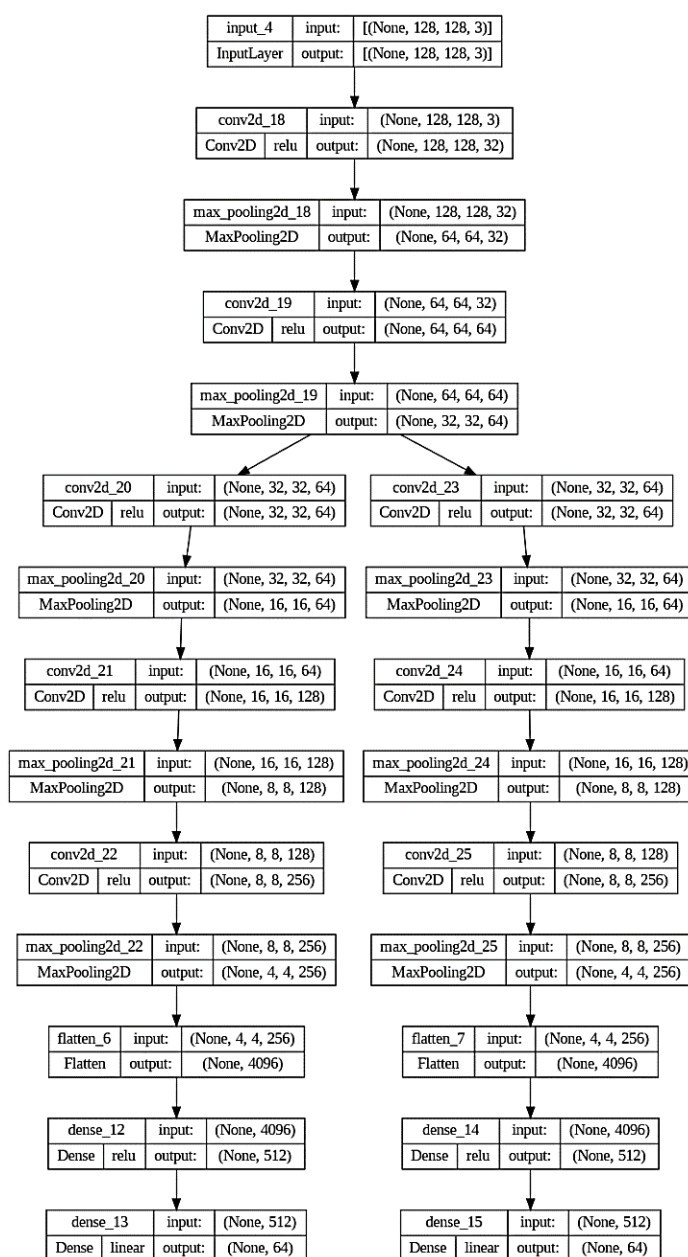 input_4 input: [(None, 128, 128, 3)]
InputLayer output: [(None, 128, 128, 3)]
conv2d_18 input: (None, 128, 128, 3)
Conv2D relu output: (None, 128, 128, 32)
max_pooling2d_18 input: (None, 128, 128, 32)
MaxPooling2D output: (None, 64, 64, 32)
conv2d_19 input: (None, 64, 64, 32)
Conv2D relu output: (None, 64, 64, 64)
max_pooling2d_19 input: (None, 64, 64, 64)
MaxPooling2D output: (None, 32, 32, 64)
conv2d_20 input: (None, 32, 32, 64)
Conv2D relu output: (None, 32, 32, 64)
conv2d_23 input: (None, 32, 32, 64)
Conv2D relu output: (None, 32, 32, 64)
max_pooling2d_20 input: (None, 32, 32, 64)
MaxPooling2D output: (None, 16, 16, 64)
max_pooling2d_23 input: (None, 32, 32, 64)
MaxPooling2D output: (None, 16, 16, 64)
conv2d_21 input: (None, 16, 16, 64)
Conv2D relu output: (None, 16, 16, 128)
conv2d_24 input: (None, 16, 16, 64)
Conv2D relu output: (None, 16, 16, 128)
max_pooling2d_21 input: (None, 16, 16, 128)
MaxPooling2D output: (None, 8, 8, 128)
max_pooling2d_24 input: (None, 16, 16, 128)
MaxPooling2D output: (None, 8, 8, 128)
conv2d_22 input: (None, 8, 8, 128)
Conv2D relu output: (None, 8, 8, 256)
conv2d_25 input: (None, 8, 8, 128)
Conv2D relu output: (None, 8, 8, 256)
max_pooling2d_22 input: (None, 8, 8, 256)
MaxPooling2D output: (None, 4, 4, 256)
max_pooling2d_25 input: (None, 8, 8, 256)
MaxPooling2D output: (None, 4, 4, 256)
flatten_6 input: (None, 4, 4, 256)
Flatten output: (None, 4096)
flatten_7 input: (None, 4, 4, 256)
Flatten output: (None, 4096)
dense_12 input: (None, 4096)
Dense relu output: (None, 512)
dense_14 input: (None, 4096)
Dense relu output: (None, 512)
dense_13 input: (None, 512)
Dense linear output: (None, 64)
dense_15 input: (None, 512)
Dense linear output: (None, 64)